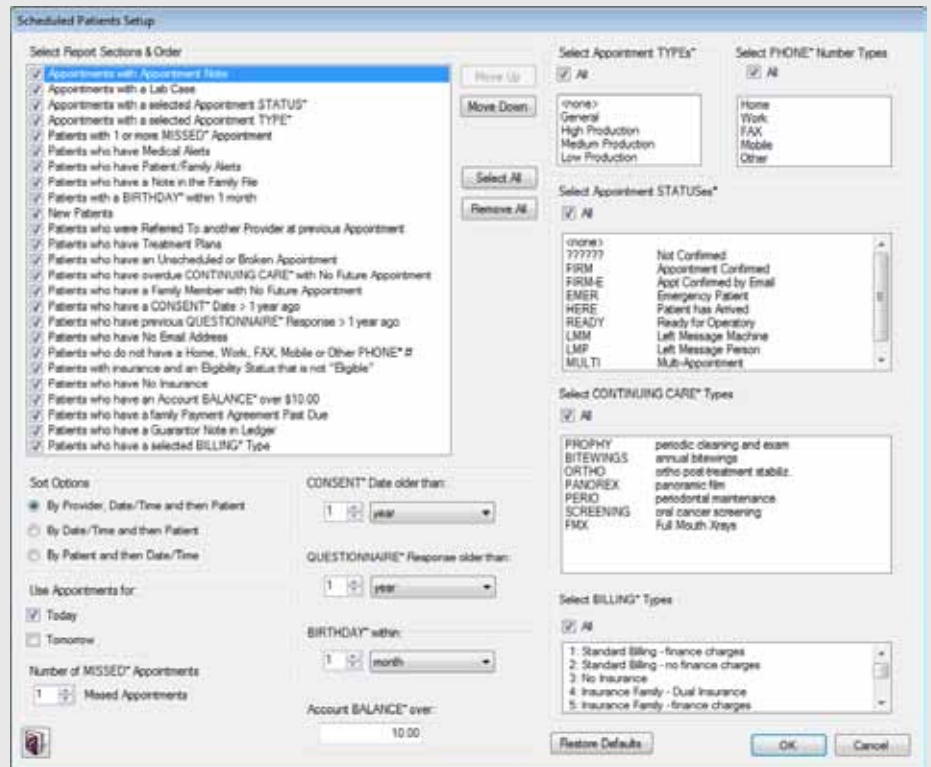 Scheduled Patients Setup
Select Report Sections & Order
Appointments with Appointment Note
Appointments with a Lab Case
Appointments with a selected Appointment STATUS*
Appointments with a selected Appointment TYPE*
Patients with 1 or more MISSED* Appointment
Patients who have Medical Alerts
Patients who have Patient/Family Alerts
Patients who have a Note in the Family File
Patients with a BIRTHDAY* within 1 month
New Patients
Patients who were Referred To another Provider at previous Appointment
Patients who have Treatment Plans
Patients who have an Unscheduled or Broken Appointment
Patients who have overdue CONTINUING CARE* with No Future Appointment
Patients who have a Family Member with No Future Appointment
Patients who have a CONSENT* Date > 1 year ago
Patients who have previous QUESTIONNAIRE* Response > 1 year ago
Patients who have No Email Address
Patients who do not have a Home, Work, FAX, Mobile or Other PHONE* #
Patients with insurance and an Eligibility Status that is not "Eligible"
Patients who have No Insurance
Patients who have an Account BALANCE* over $10.00
Patients who have a family Payment Agreement Past Due
Patients who have a Guarantor Note in Ledger
Patients who have a selected BILLING* Type
Move Up
Move Down
Select All
Remove All
Sort Options
By Provider, Date/Time and then Patient
By Date/Time and then Patient
By Patient and then Date/Time
Use Appointments for:
Today
Tomorrow
Number of MISSED* Appointments
1 Missed Appointments
CONSENT* Date older than:
1 year
QUESTIONNAIRE* Response older than:
1 year
BIRTHDAY* within:
1 month
Account BALANCE* over:
10.00
Select Appointment TYPEs*
All
<none>
General
High Production
Medium Production
Low Production
Select PHONE* Number Types
All
Home
Work
FAX
Mobile
Other
Select Appointment STATUSes*
All
<none>
?????? Not Confirmed
FIRM Appointment Confirmed
FIRM-E Appt Confirmed by Email
EMER Emergency Patient
HERE Patient has Arrived
READY Ready for Operatory
LMM Left Message Machine
LMP Left Message Person
MULTI Multi-Appointment
Select CONTINUING CARE* Types
All
PROPHY periodic cleaning and exam
BITEWINGS annual bitewings
ORTHO ortho post-treatment stabiliz.
PANOREX panoramic film
PERIO periodontal maintenance
SCREENING oral cancer screening
FMX Full Mouth Xrays
Select BILLING* Types
All
1: Standard Billing - finance charges
2: Standard Billing - no finance charges
3: No Insurance
4: Insurance Family - Dual Insurance
5: Insurance Family - finance charges
Restore Defaults
OK
Cancel